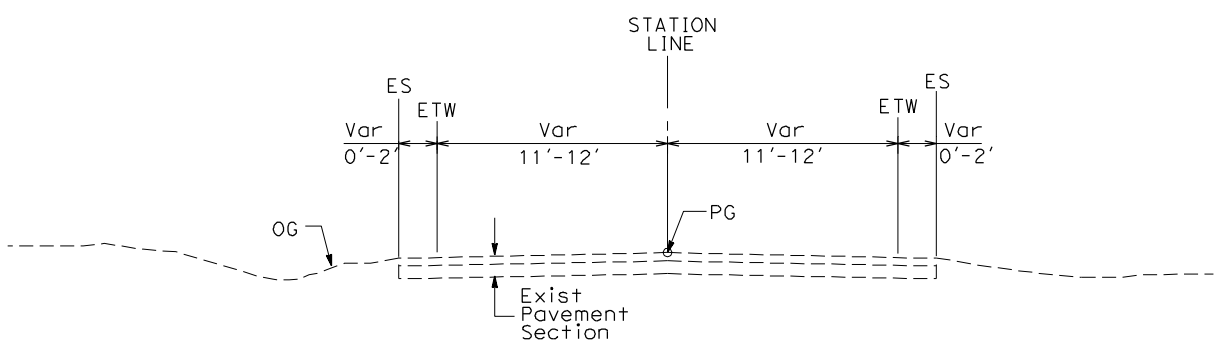 STATION
LINE
ES
ETW
ES
ETW
Var
0'-2'
Var
11'-12'
Var
11'-12'
Var
0'-2'
OG
PG
Exist
Pavement
Section